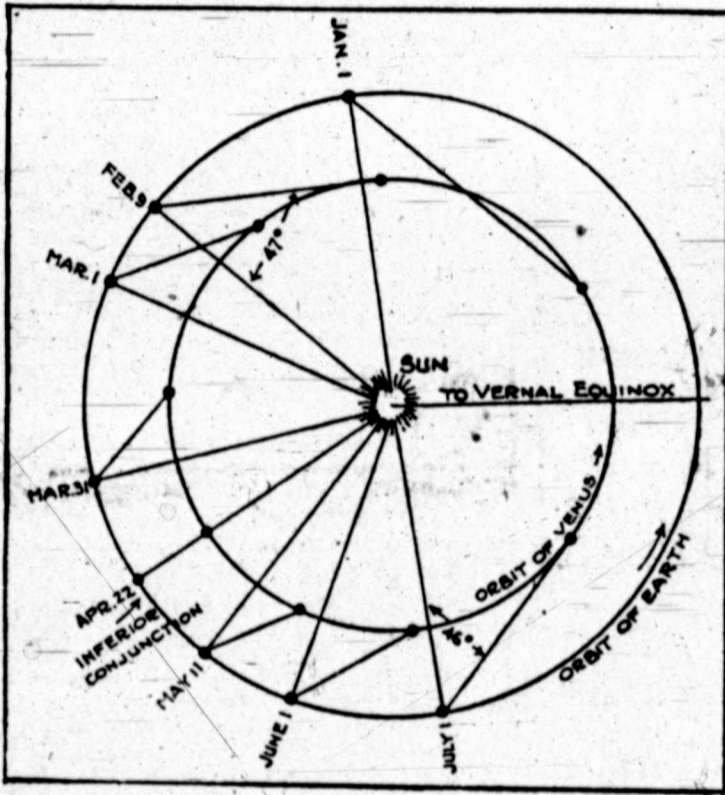 JAN. 1
FEB. 9
47°
MAR. 1
SUN
TO VERNAL EQUINOX
MAR. 31
ORBIT OF VENUS
ORBIT OF EARTH
APR. 22
INFERIOR
CONJUNCTION
46°
MAY 11
JUNE 1
JULY 1